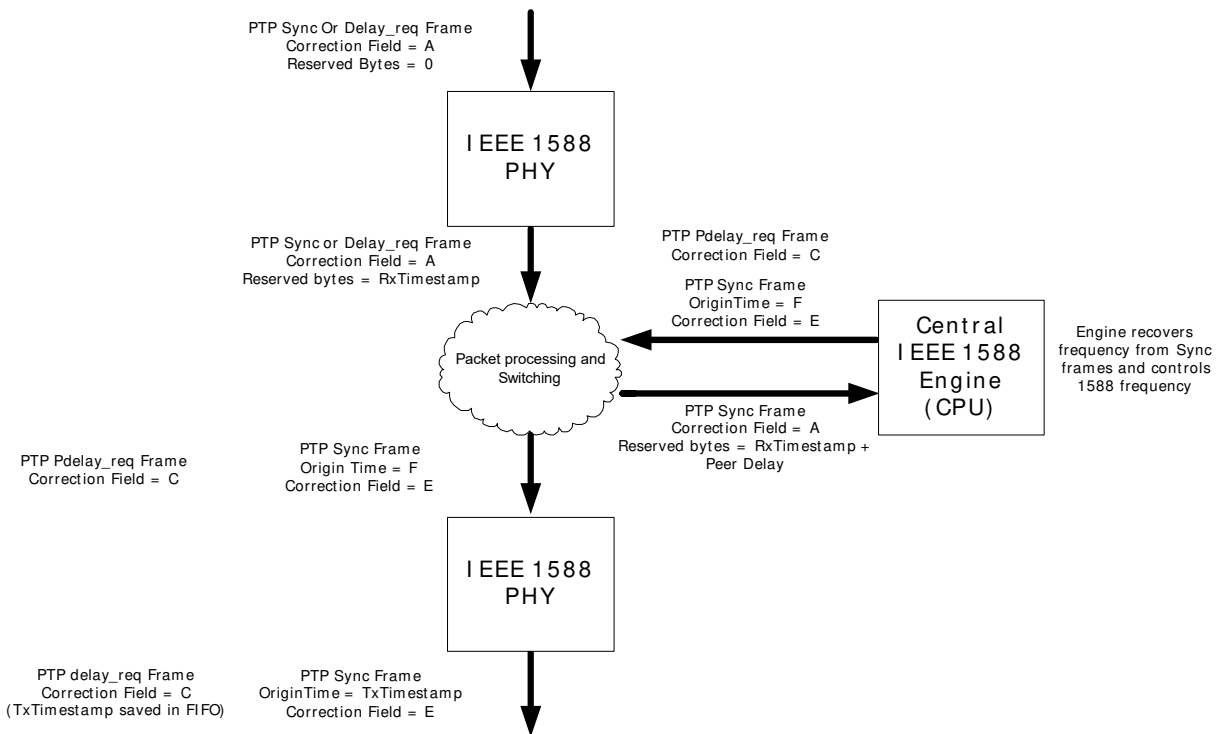 PTP Sync Or Delay_req Frame
Correction Field = A
Reserved Bytes = 0
IEEE 1588
PHY
PTP Sync or Delay_req Frame
Correction Field = A
Reserved bytes = RxTimestamp
PTP Pdelay_req Frame
Correction Field = C
PTP Sync Frame
OriginTime = F
Correction Field = E
Packet processing and
Switching
Central
IEEE 1588
Engine
(CPU)
Engine recovers
frequency from Sync
frames and controls
1588 frequency
PTP Sync Frame
Correction Field = A
Reserved bytes = RxTimestamp +
Peer Delay
PTP Pdelay_req Frame
Correction Field = C
PTP Sync Frame
Origin Time = F
Correction Field = E
IEEE 1588
PHY
PTP delay_req Frame
Correction Field = C
(TxTimestamp saved in FIFO)
PTP Sync Frame
OriginTime = TxTimestamp
Correction Field = E